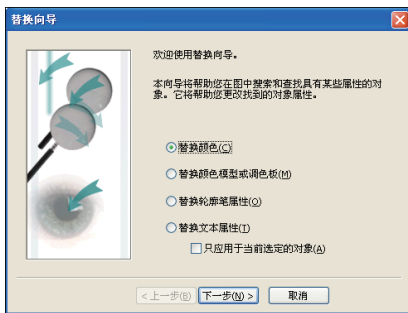 替换向导
欢迎使用替换向导。
本向导将帮助您在图中搜索和查找具有某些属性的对
象。它将帮助您更改找到的对象属性。
替换颜色(C)
替换颜色模型或调色板(M)
替换轮廓笔属性(O)
替换文本属性(T)
只应用于当前选定的对象(A)
<上一步(B) 下一步(N) > 取消